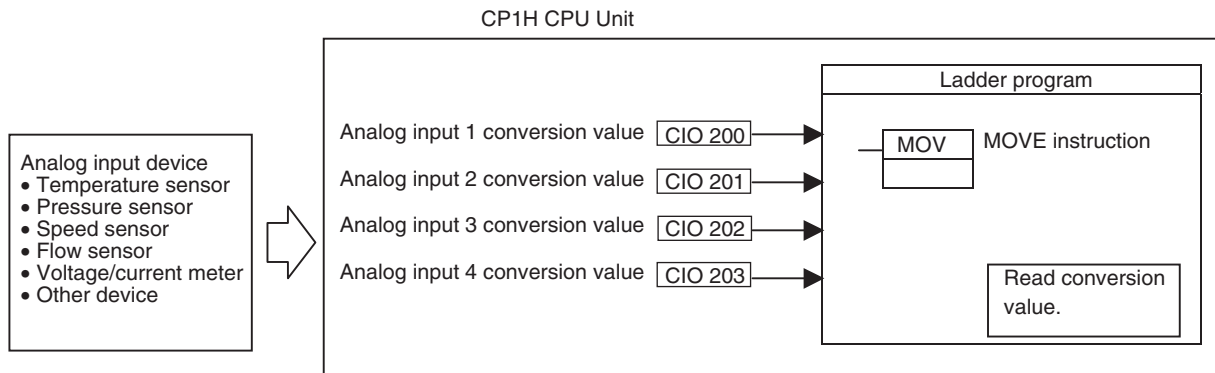 CP1H CPU Unit
Analog input device
• Temperature sensor
• Pressure sensor
• Speed sensor
• Flow sensor
• Voltage/current meter
• Other device
Analog input 1 conversion value CIO 200
Analog input 2 conversion value CIO 201
Analog input 3 conversion value CIO 202
Analog input 4 conversion value CIO 203
Ladder program
MOV MOVE instruction
Read conversion
value.